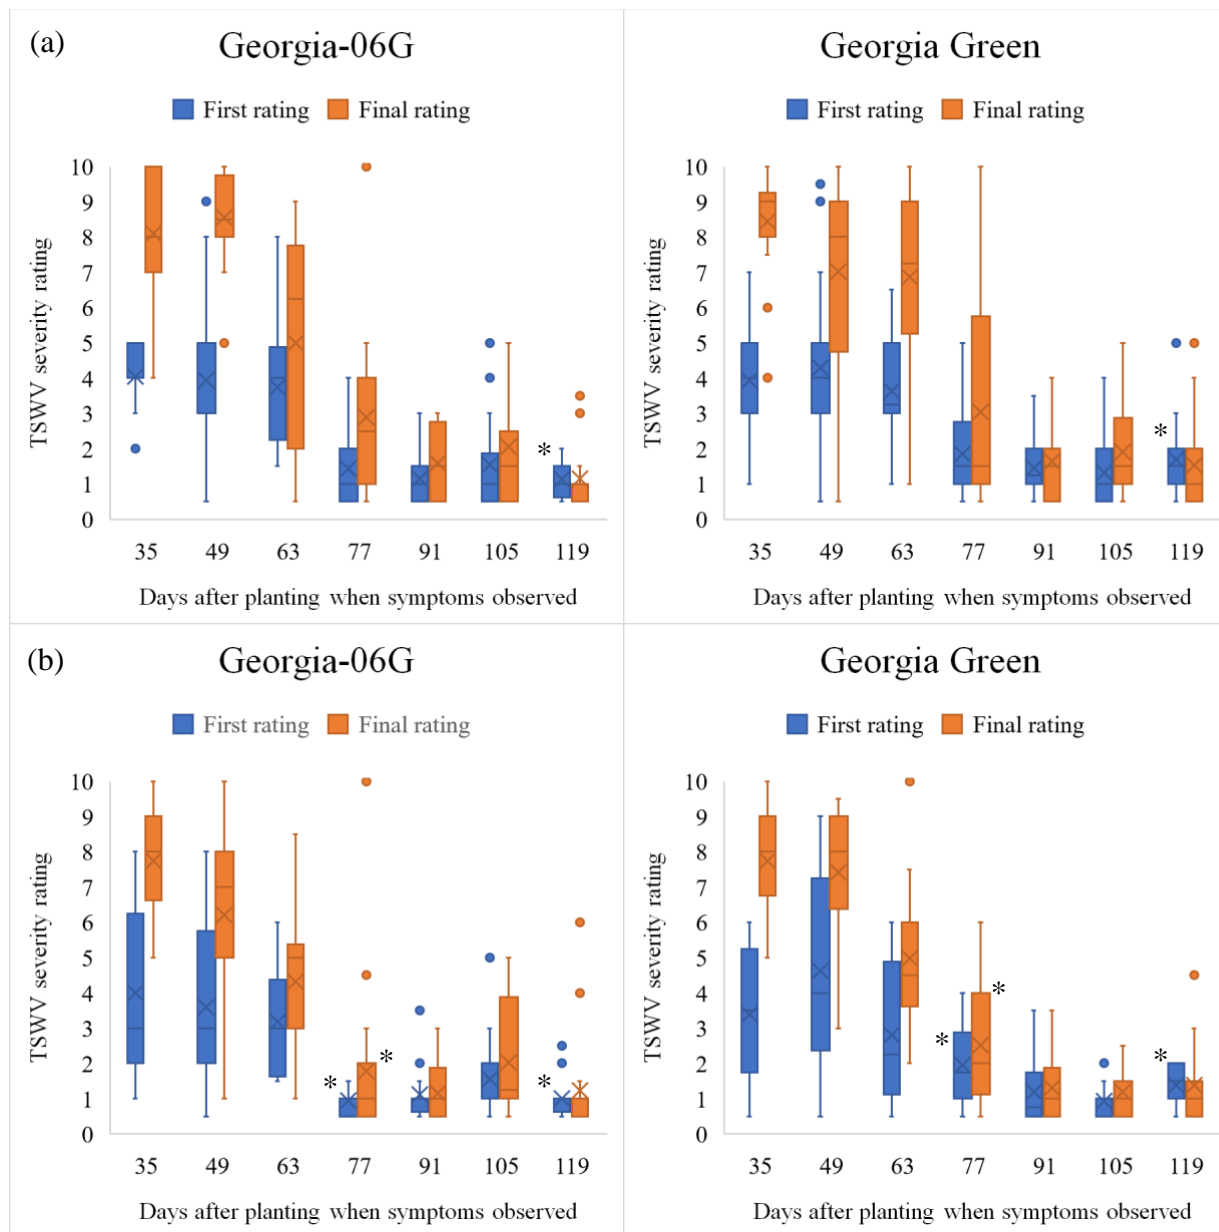 (a)
Georgia-06G
First rating Final rating
TSWV severity rating
10
9
8
7
6
5
4
3
2
1
0
*
35 49 63 77 91 105 119
Days after planting when symptoms observed
Georgia Green
First rating Final rating
TSWV severity rating
10
9
8
7
6
5
4
3
2
1
0
*
35 49 63 77 91 105 119
Days after planting when symptoms observed
(b)
Georgia-06G
First rating Final rating
TSWV severity rating
10
9
8
7
6
5
4
3
2
1
0
* * *
35 49 63 77 91 105 119
Days after planting when symptoms observed
Georgia Green
First rating Final rating
TSWV severity rating
10
9
8
7
6
5
4
3
2
1
0
* * *
35 49 63 77 91 105 119
Days after planting when symptoms observed